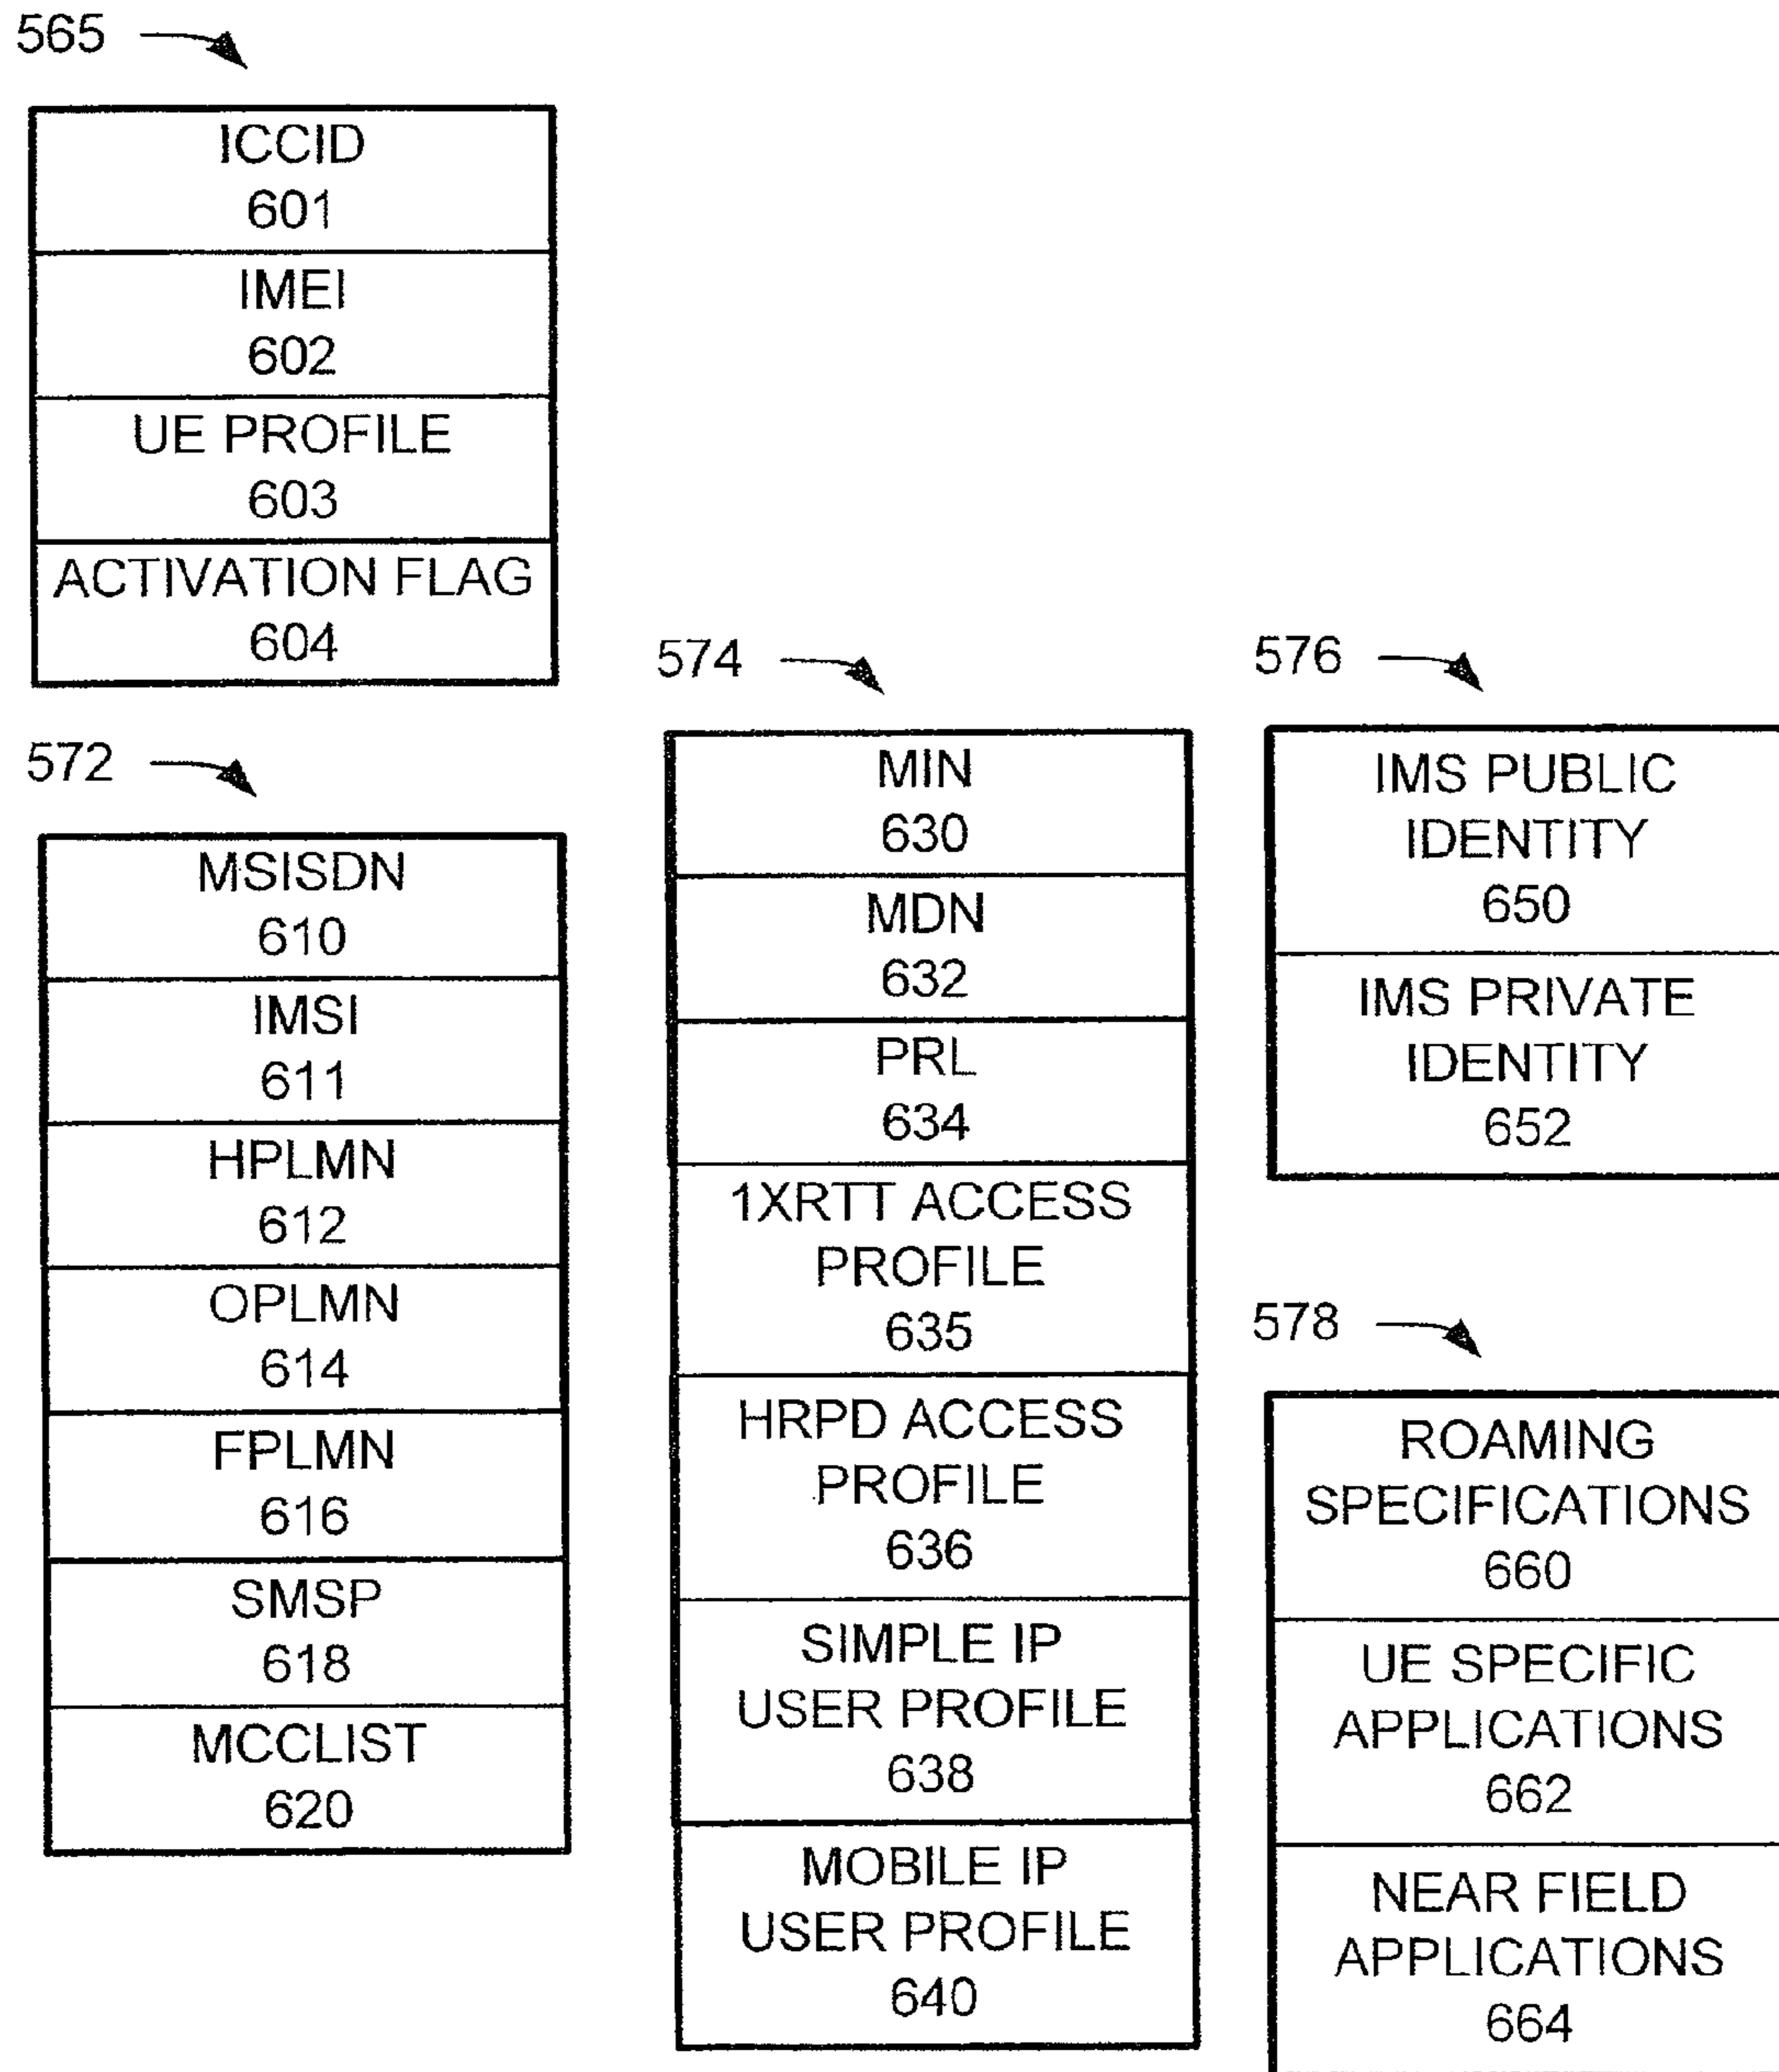 565
ICCID
601
IMEI
602
UE PROFILE
603
ACTIVATION FLAG
604
572
MSISDN
610
IMSI
611
HPLMN
612
OPLMN
614
FPLMN
616
SMSP
618
MCCLIST
620
574
MIN
630
MDN
632
PRL
634
1XRTT ACCESS
PROFILE
635
HRPD ACCESS
PROFILE
636
SIMPLE IP
USER PROFILE
638
MOBILE IP
USER PROFILE
640
576
IMS PUBLIC
IDENTITY
650
IMS PRIVATE
IDENTITY
652
578
ROAMING
SPECIFICATIONS
660
UE SPECIFIC
APPLICATIONS
662
NEAR FIELD
APPLICATIONS
664